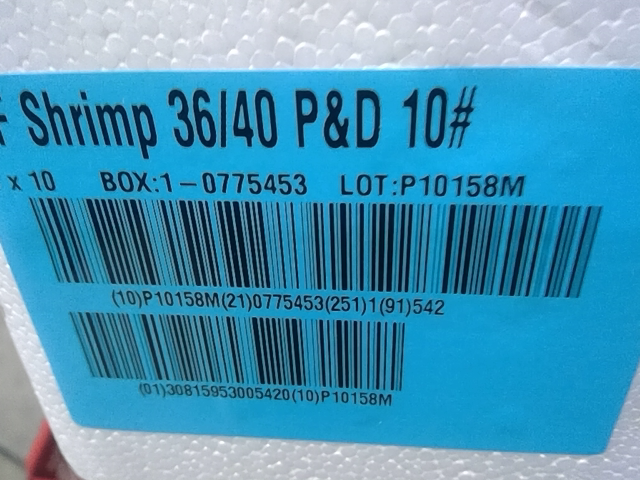 F Shrimp 36/40 P&D 10#
x 10 BOX:1-0775453 LOT:P10158M
(10)P10158M(21)0775453(251)1(91)542
(01)30815953005420(10)P10158M